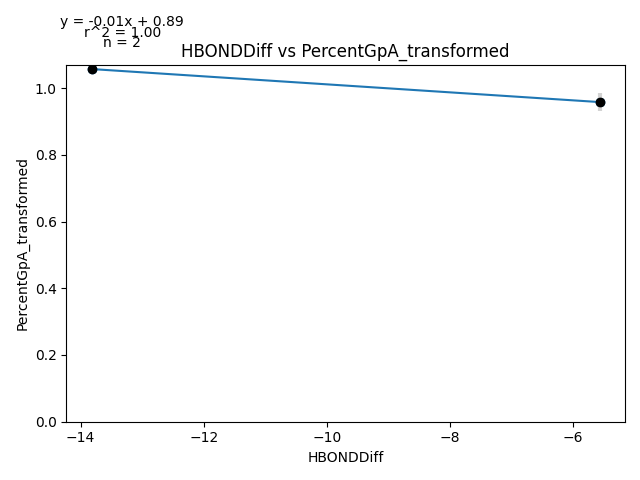 y = -0.01x + 0.89
r^2 = 1.00
n = 2
HBONDDiff vs PercentGpA_transformed
PercentGpA_transformed
1.0
0.8
0.6
0.4
0.2
0.0
−14
−12
−10
−8
−6
HBONDDiff